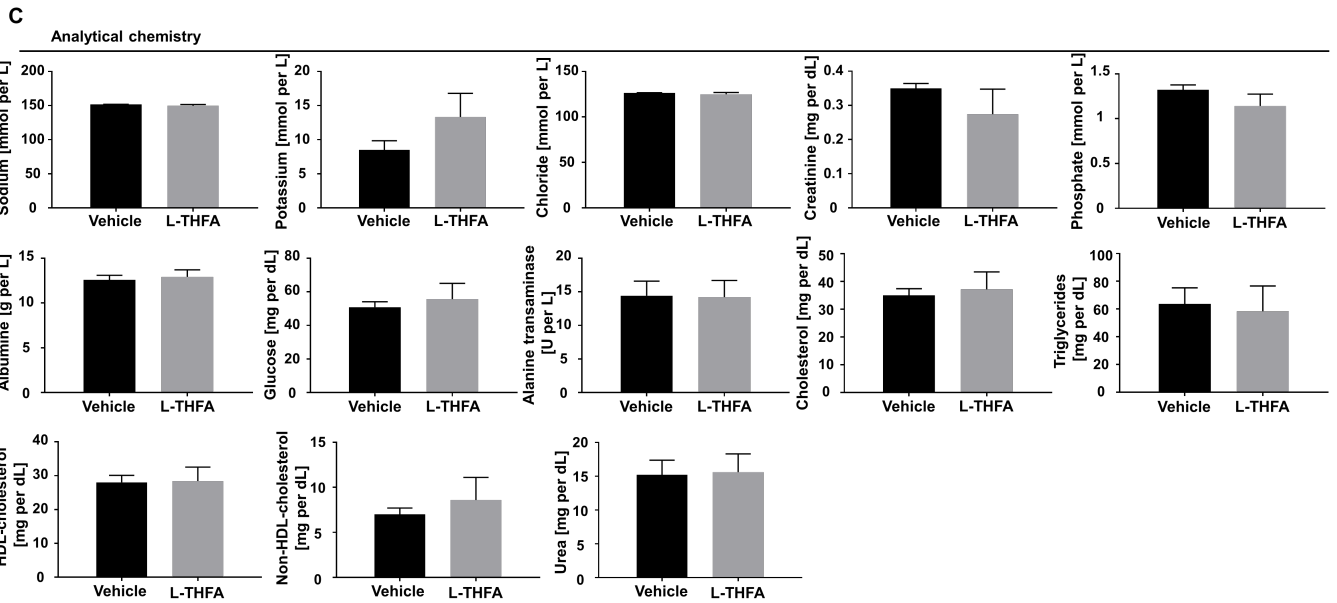 C
Analytical chemistry
Sodium [mmol per L]
200
150
100
50
0
Vehicle L-THFA
Potassium [mmol per L]
20
15
10
5
0
Vehicle L-THFA
Chloride [mmol per L]
150
100
50
0
Vehicle L-THFA
Creatinine [mg per dL]
0.4
0.3
0.2
0.1
0
Vehicle L-THFA
Phosphate [mmol per L]
1.5
1
0.5
0
Vehicle L-THFA
Albumine [g per L]
15
10
5
0
Vehicle L-THFA
Glucose [mg per dL]
80
60
40
20
0
Vehicle L-THFA
Alanine transaminase
[U per L]
20
15
10
5
0
Vehicle L-THFA
Cholesterol [mg per dL]
50
40
30
20
10
0
Vehicle L-THFA
Triglycerides
[mg per dL]
100
80
60
40
20
0
Vehicle L-THFA
HDL-cholesterol
[mg per dL]
40
30
20
10
0
Vehicle L-THFA
Non-HDL-cholesterol
[mg per dL]
15
10
5
0
Vehicle L-THFA
Urea [mg per dL]
20
15
10
5
0
Vehicle L-THFA